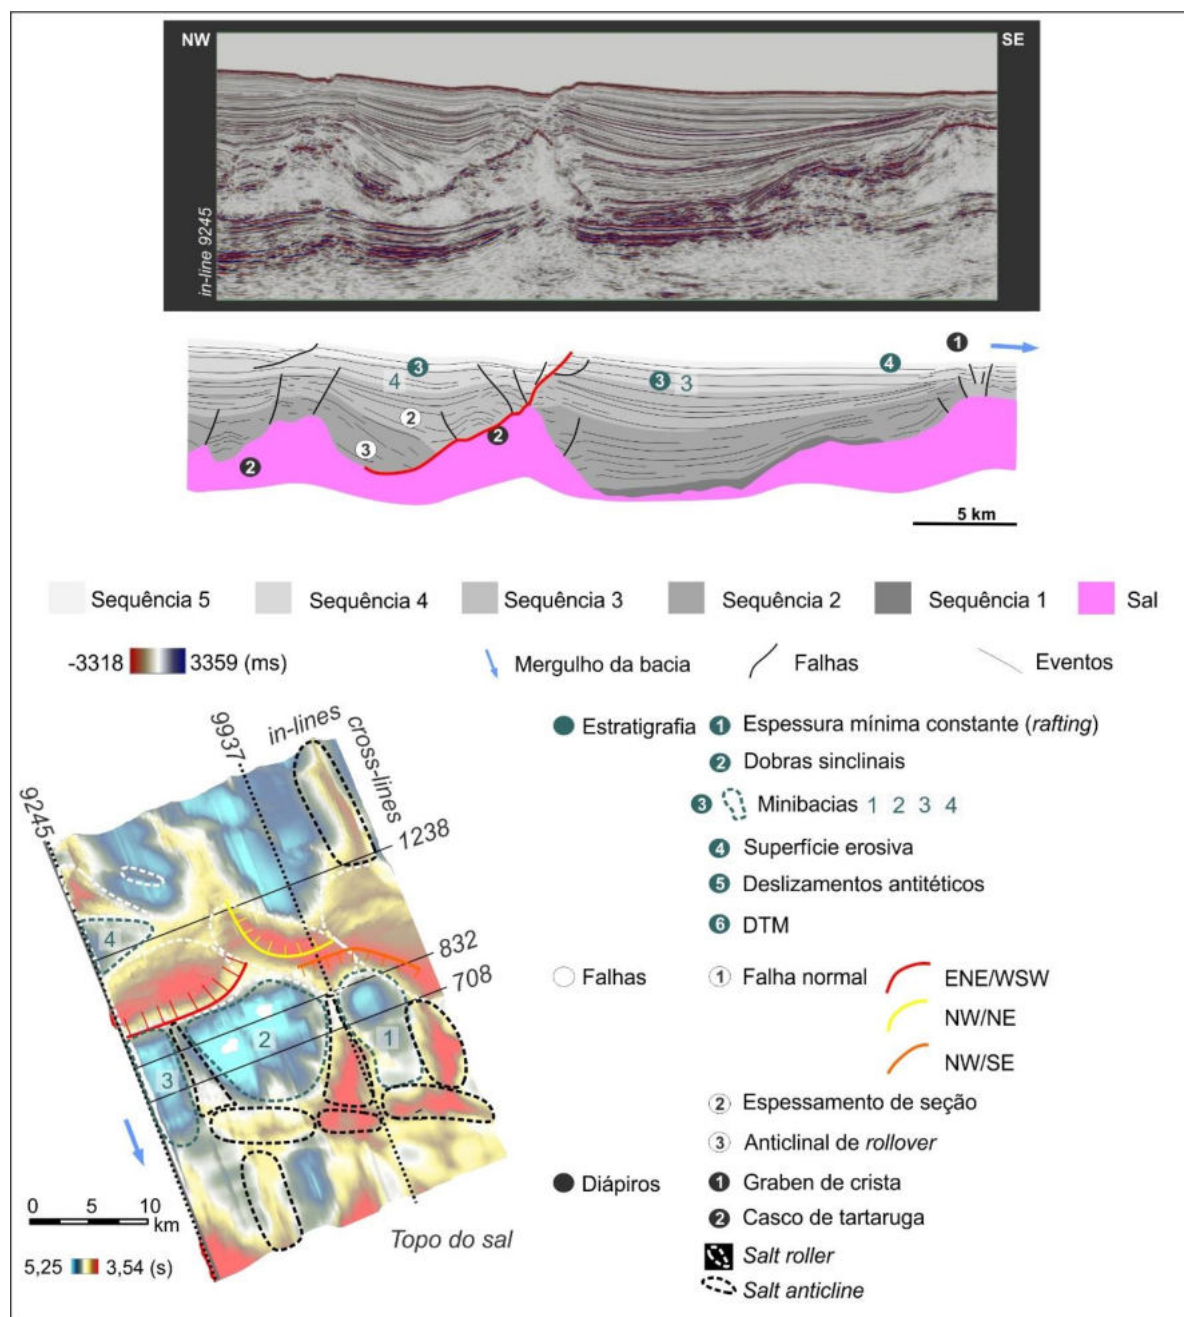 NW
SE
in-line 9245
1
3
4
4
3
3
2
2
3
2
5 km
Sequência 5
Sequência 4
Sequência 3
Sequência 2
Sequência 1
Sal
-3318
3359 (ms)
Mergulho da bacia
Falhas
Eventos
Estratigrafia
1 Espessura mínima constante (rafting)
2 Dobras sinclinais
3 Minibacias 1 2 3 4
4 Superfície erosiva
5 Deslizamentos antitéticos
6 DTM
Falhas
1 Falha normal
ENE/WSW
NW/NE
NW/SE
2 Espessamento de seção
3 Anticlinal de rollover
Diápiros
1 Graben de crista
2 Casco de tartaruga
Salt roller
Salt anticline
in-lines
cross-lines
9937
9245
1238
832
708
4
2
1
3
0 5 10
km
Topo do sal
5,25
3,54 (s)